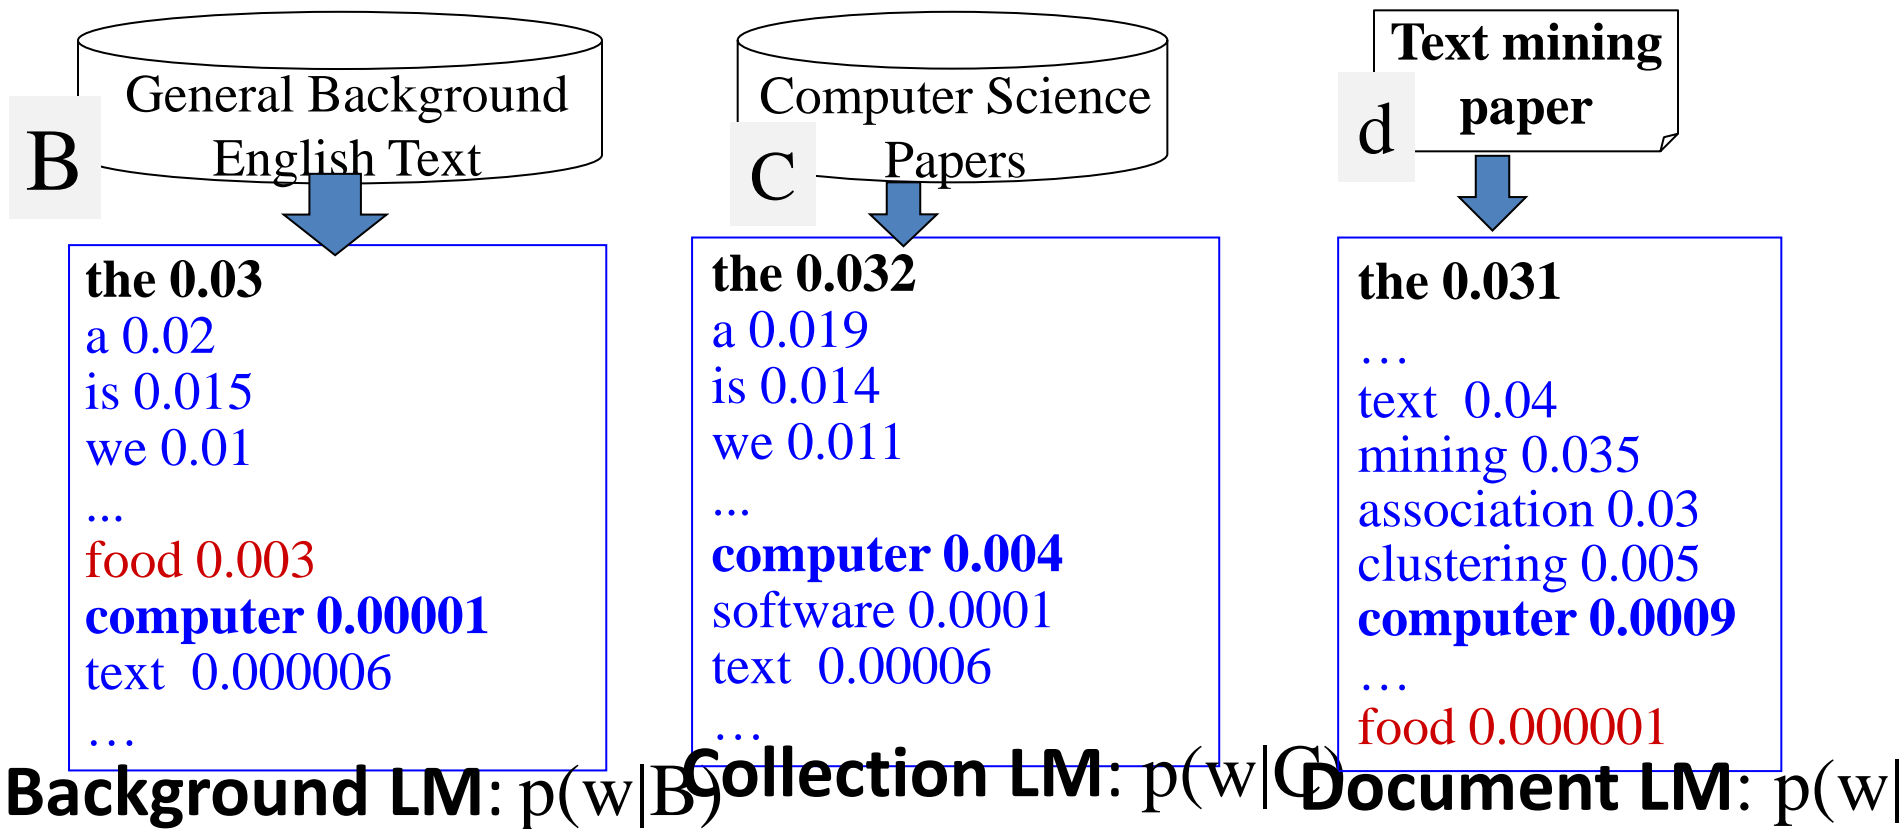 General Background
English Text
B
the 0.03
a 0.02
is 0.015
we 0.01
...
food 0.003
computer 0.00001
text 0.000006
…
Background LM: p(w|B)
Computer Science
Papers
C
the 0.032
a 0.019
is 0.014
we 0.011
...
computer 0.004
software 0.0001
text 0.00006
…
Collection LM: p(w|C)
Text mining
paper
d
the 0.031
…
text 0.04
mining 0.035
association 0.03
clustering 0.005
computer 0.0009
…
food 0.000001
Document LM: p(w|